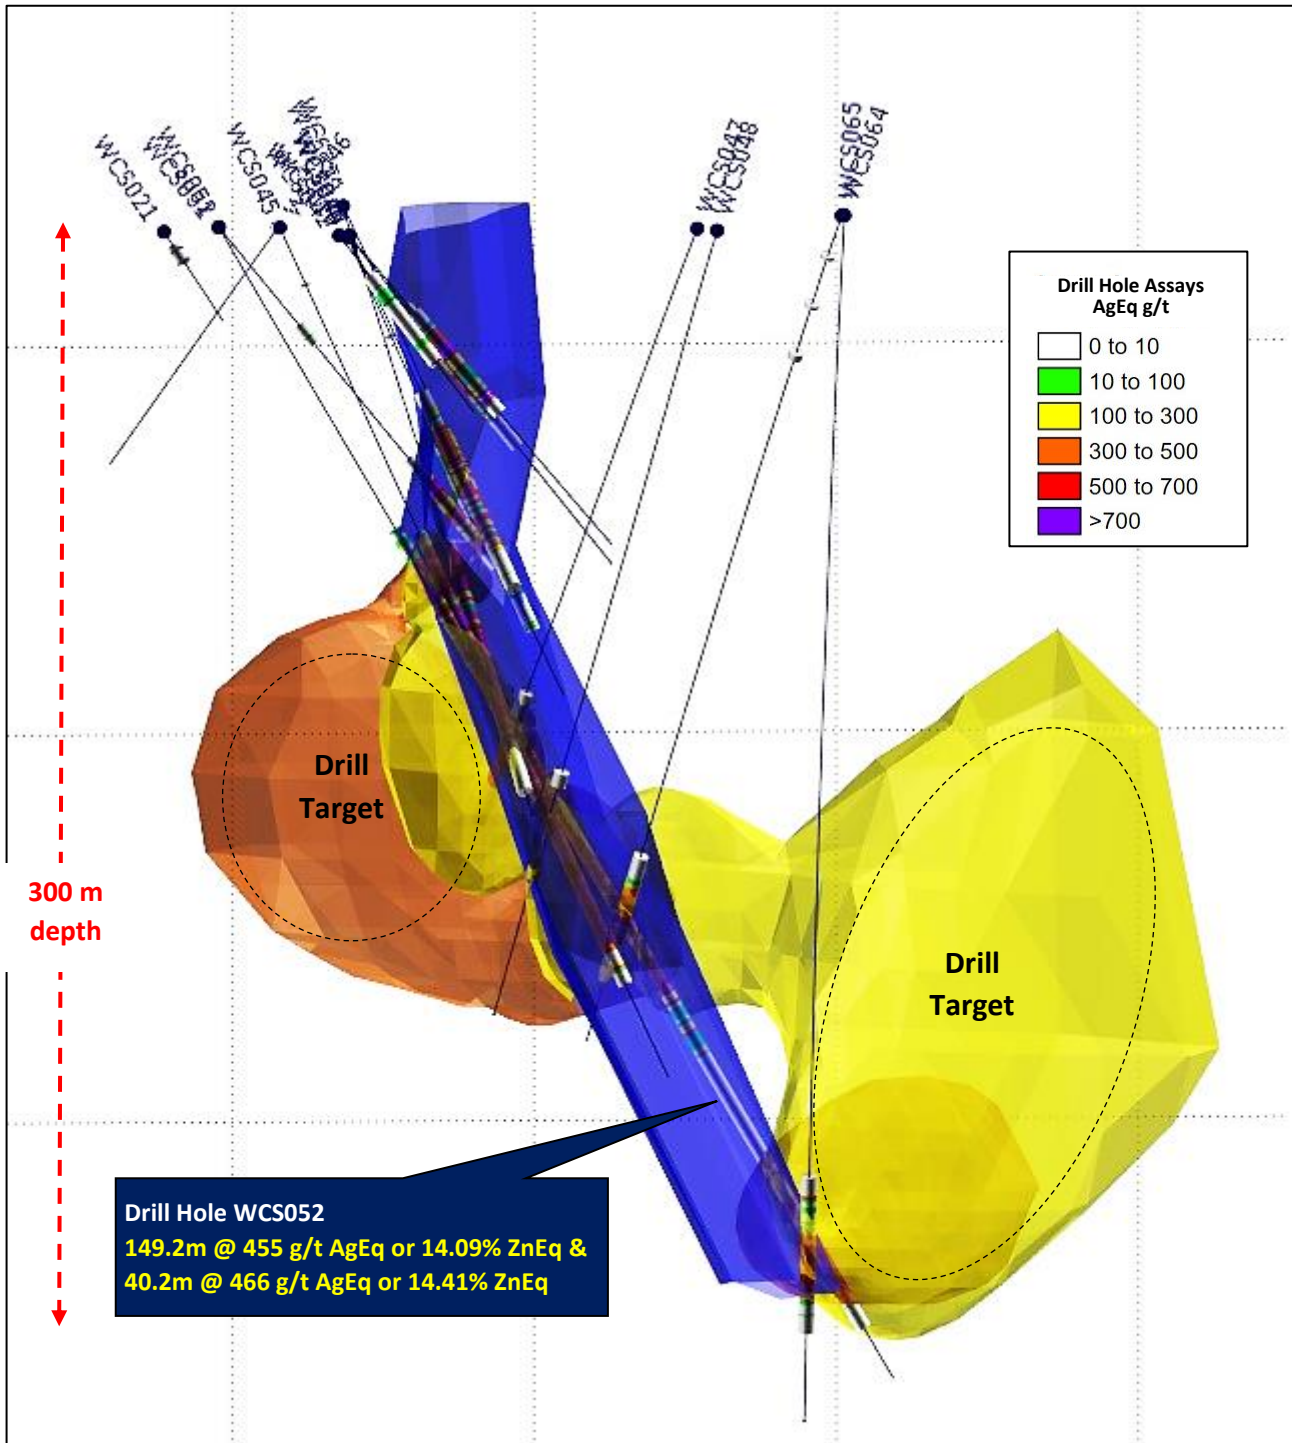 WCS021
WCS045
WCS047
WCS048
WCS065
WCS064
Drill Hole Assays
AgEq g/t
0 to 10
10 to 100
100 to 300
300 to 500
500 to 700
>700
Drill
Target
300 m
depth
Drill
Target
Drill Hole WCS052
149.2m @ 455 g/t AgEq or 14.09% ZnEq &
40.2m @ 466 g/t AgEq or 14.41% ZnEq